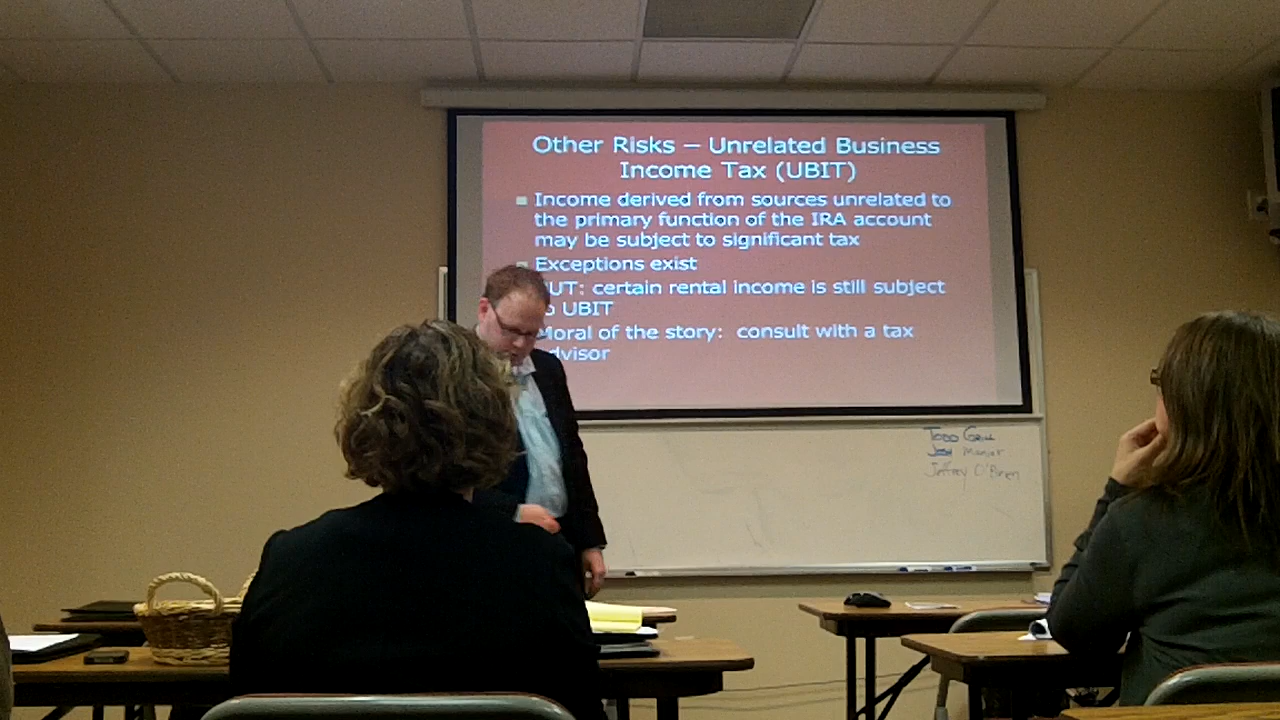 Other Risks – Unrelated Business
Income Tax (UBIT)
Income derived from sources unrelated to
the primary function of the IRA account
may be subject to significant tax
Exceptions exist
UT: certain rental income is still subject
o UBIT
Moral of the story: consult with a tax
dvisor
Todd Grill
Josh
Jeffrey O'Brien